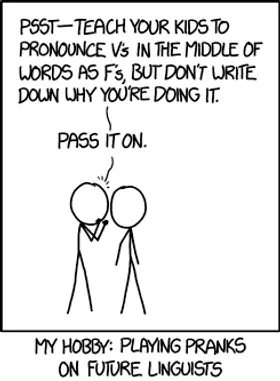 PSST—TEACH YOUR KIDS TO
PRONOUNCE V's IN THE MIDDLE OF
WORDS AS F's, BUT DON'T WRITE
DOWN WHY YOU'RE DOING IT.
PASS IT ON.
MY HOBBY: PLAYING PRANKS
ON FUTURE LINGUISTS